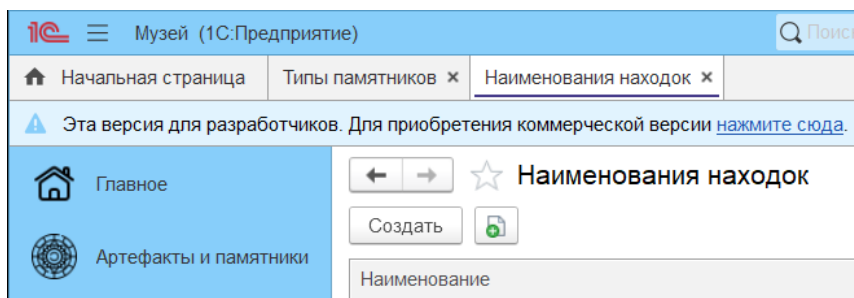 1С Музей (1С:Предприятие) Поиск
Начальная страница Типы памятников × Наименования находок ×
Эта версия для разработчиков. Для приобретения коммерческой версии нажмите сюда.
Главное
Наименования находок
Создать
Артефакты и памятники
Наименование